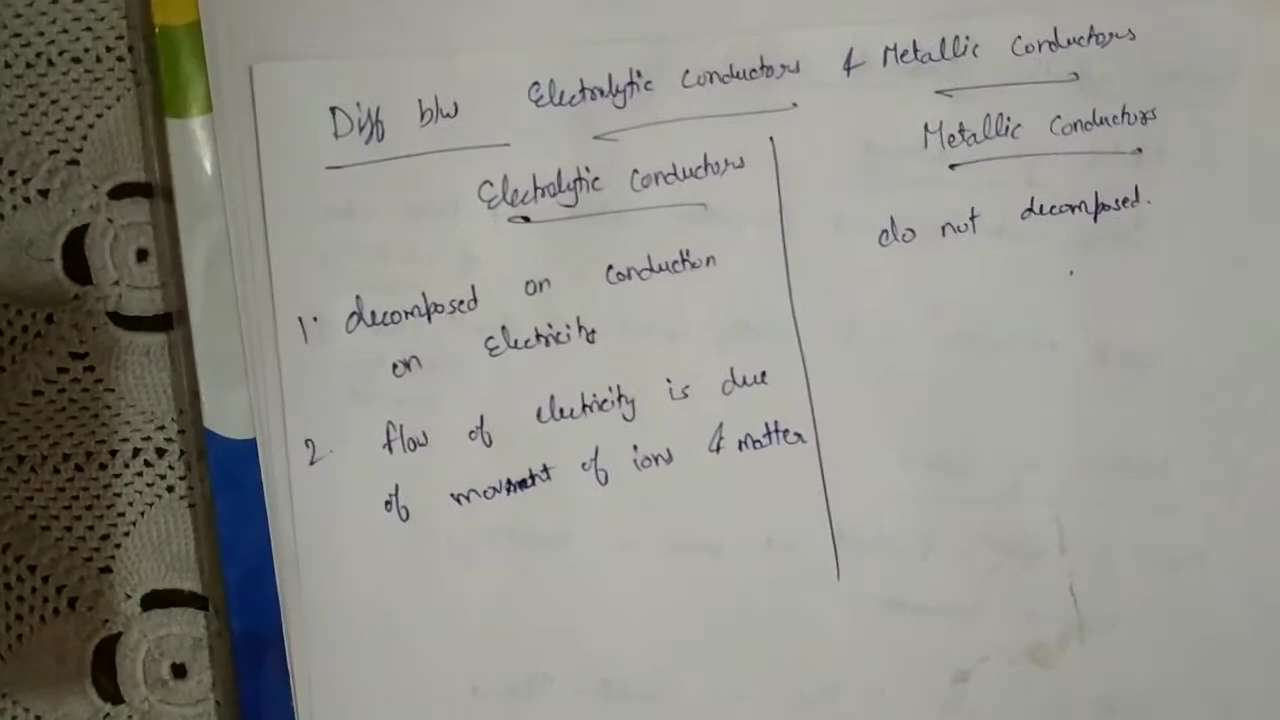 Diff b/w Electrolytic Conductors & Metallic Conductors
Electrolytic Conductors
1. decomposed on conduction
on Electricity
2. flow of electricity is due
of movement of ions & matter
Metallic Conductors
do not decomposed.